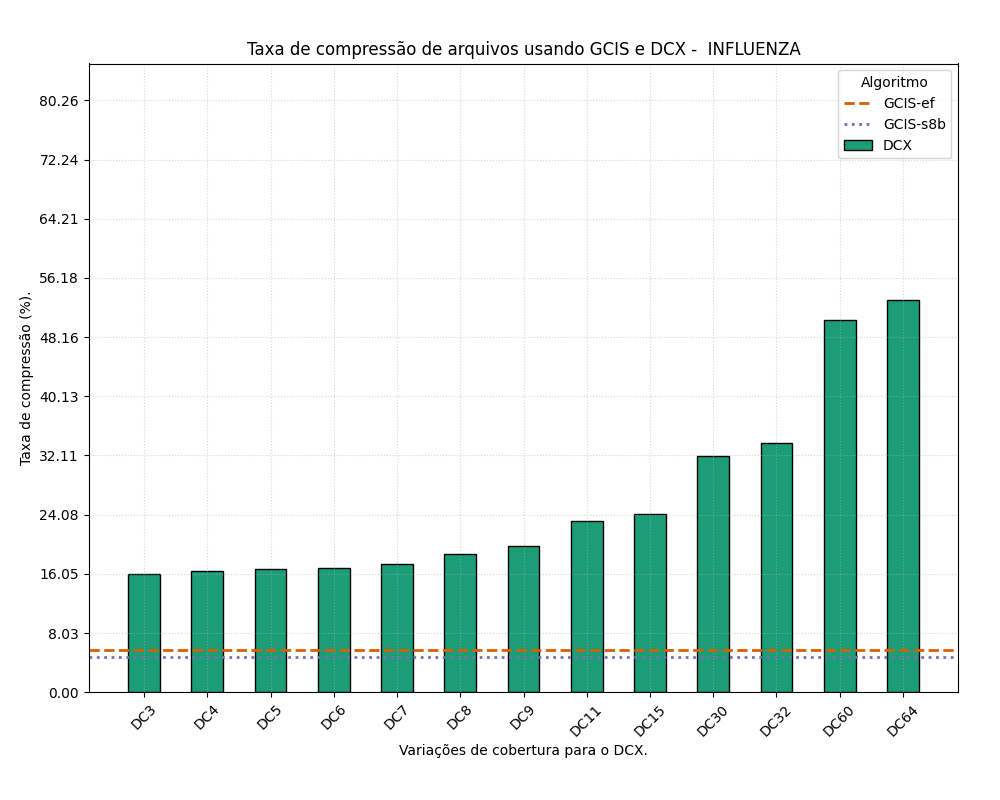 Taxa de compressão de arquivos usando GCIS e DCX -  INFLUENZA
Algoritmo
GCIS-ef
GCIS-s8b
DCX
Taxa de compressão (%).
80.26
72.24
64.21
56.18
48.16
40.13
32.11
24.08
16.05
8.03
0.00
DC3
DC4
DC5
DC6
DC7
DC8
DC9
DC11
DC15
DC30
DC32
DC60
DC64
Variações de cobertura para o DCX.